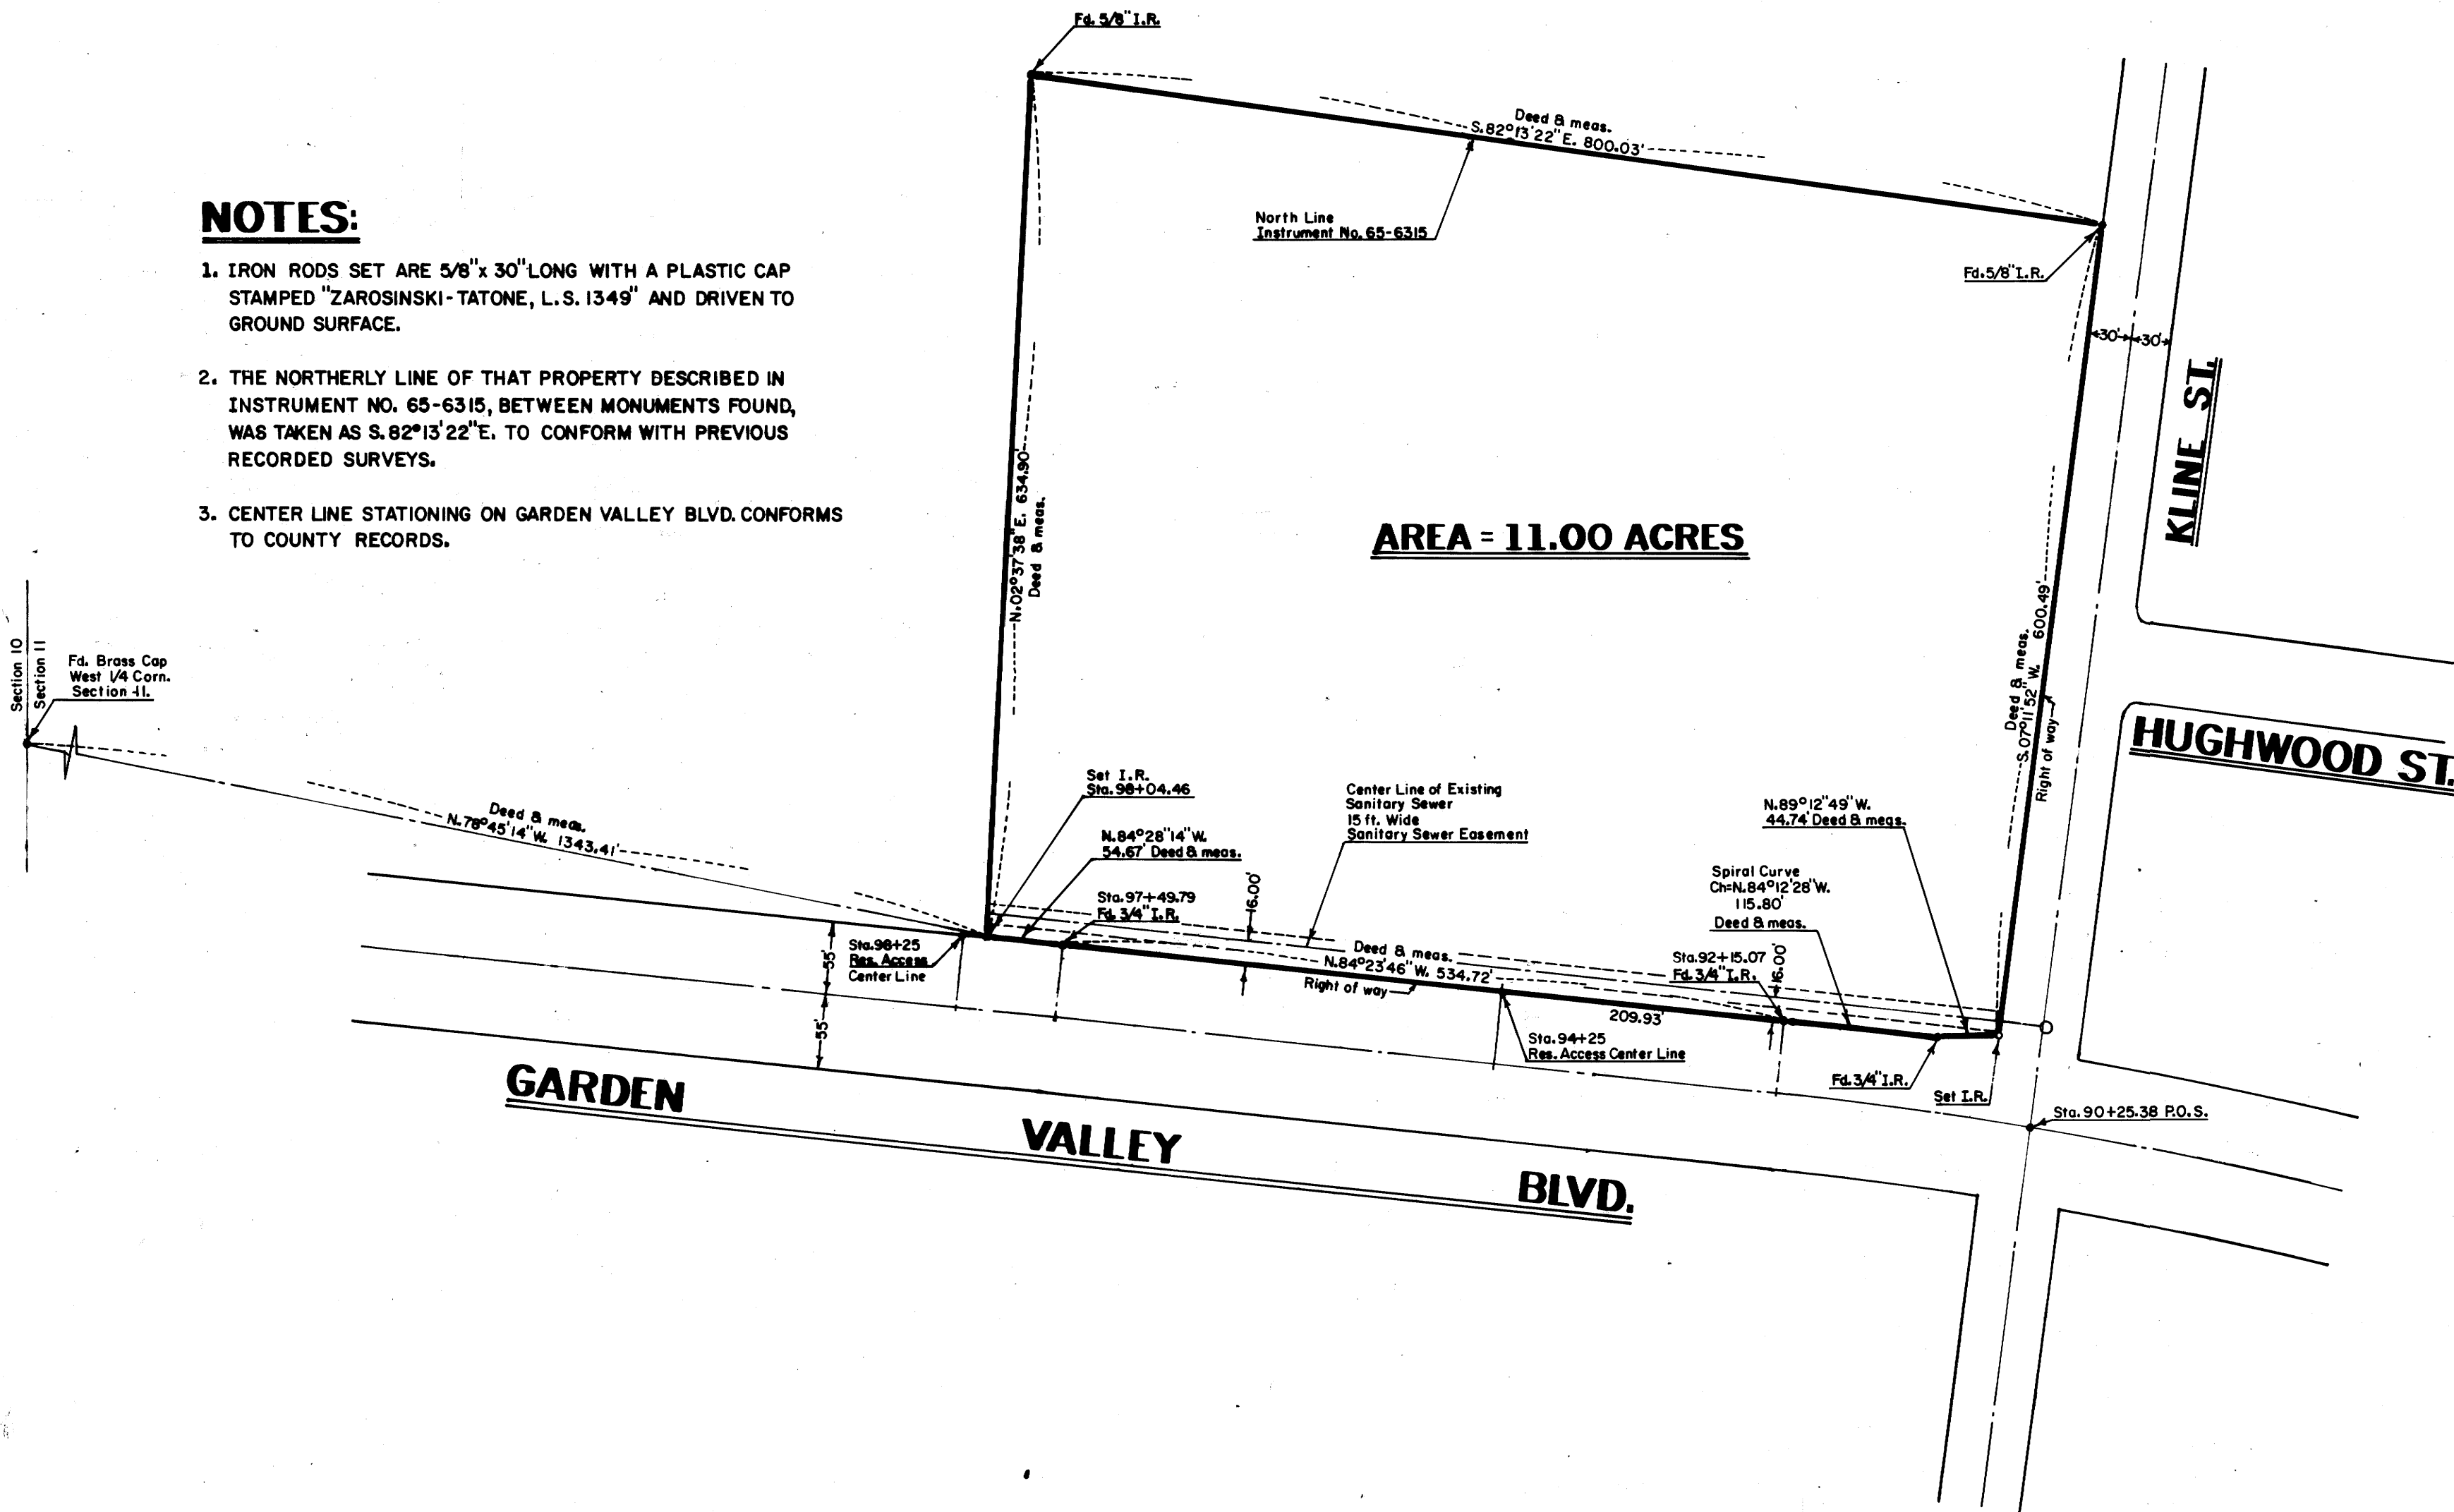 Fd. 5/8" I.R.
Deed & meas.
S.82°13'22"E. 800.03'
North Line
Instrument No. 65-6315
Fd.5/8" I.R.
30' 30'
KLINE ST.
NOTES:
1. IRON RODS SET ARE 5/8" x 30" LONG WITH A PLASTIC CAP
STAMPED "ZAROSINSKI-TATONE, L.S. 1349" AND DRIVEN TO
GROUND SURFACE.
2. THE NORTHERLY LINE OF THAT PROPERTY DESCRIBED IN
INSTRUMENT NO. 65-6315, BETWEEN MONUMENTS FOUND,
WAS TAKEN AS S.82°13'22"E. TO CONFORM WITH PREVIOUS
RECORDED SURVEYS.
3. CENTER LINE STATIONING ON GARDEN VALLEY BLVD. CONFORMS
TO COUNTY RECORDS.
N.02°37'38"E. 634.90'
Deed & meas.
AREA = 11.00 ACRES
Deed & meas.
S.07°11'52" W. 600.49'
Right of way
HUGHWOOD ST.
Section 10
Section 11
Fd. Brass Cap
West 1/4 Corn.
Section 11.
Deed & meas.
N.78°45'14"W. 1343.41'
Set I.R.
Sta. 98+04.46
N.84°28'14"W.
54.67' Deed & meas.
Sta. 97+49.79
Fd. 3/4" I.R.
Center Line of Existing
Sanitary Sewer
15 ft. Wide
Sanitary Sewer Easement
16.00'
N.89°12'49"W.
44.74' Deed & meas.
Spiral Curve
Ch=N.84°12'28"W.
115.80'
Deed & meas.
Sta.98+25
Res. Access
Center Line
55'
55'
Deed & meas.
N.84°23'46"W. 534.72'
Right of way
Sta.92+15.07
Fd. 3/4" I.R.
16.00'
209.93'
Sta. 94+25
Res. Access Center Line
Fd. 3/4" I.R.
Set I.R.
Sta. 90+25.38 P.O.S.
GARDEN VALLEY BLVD.